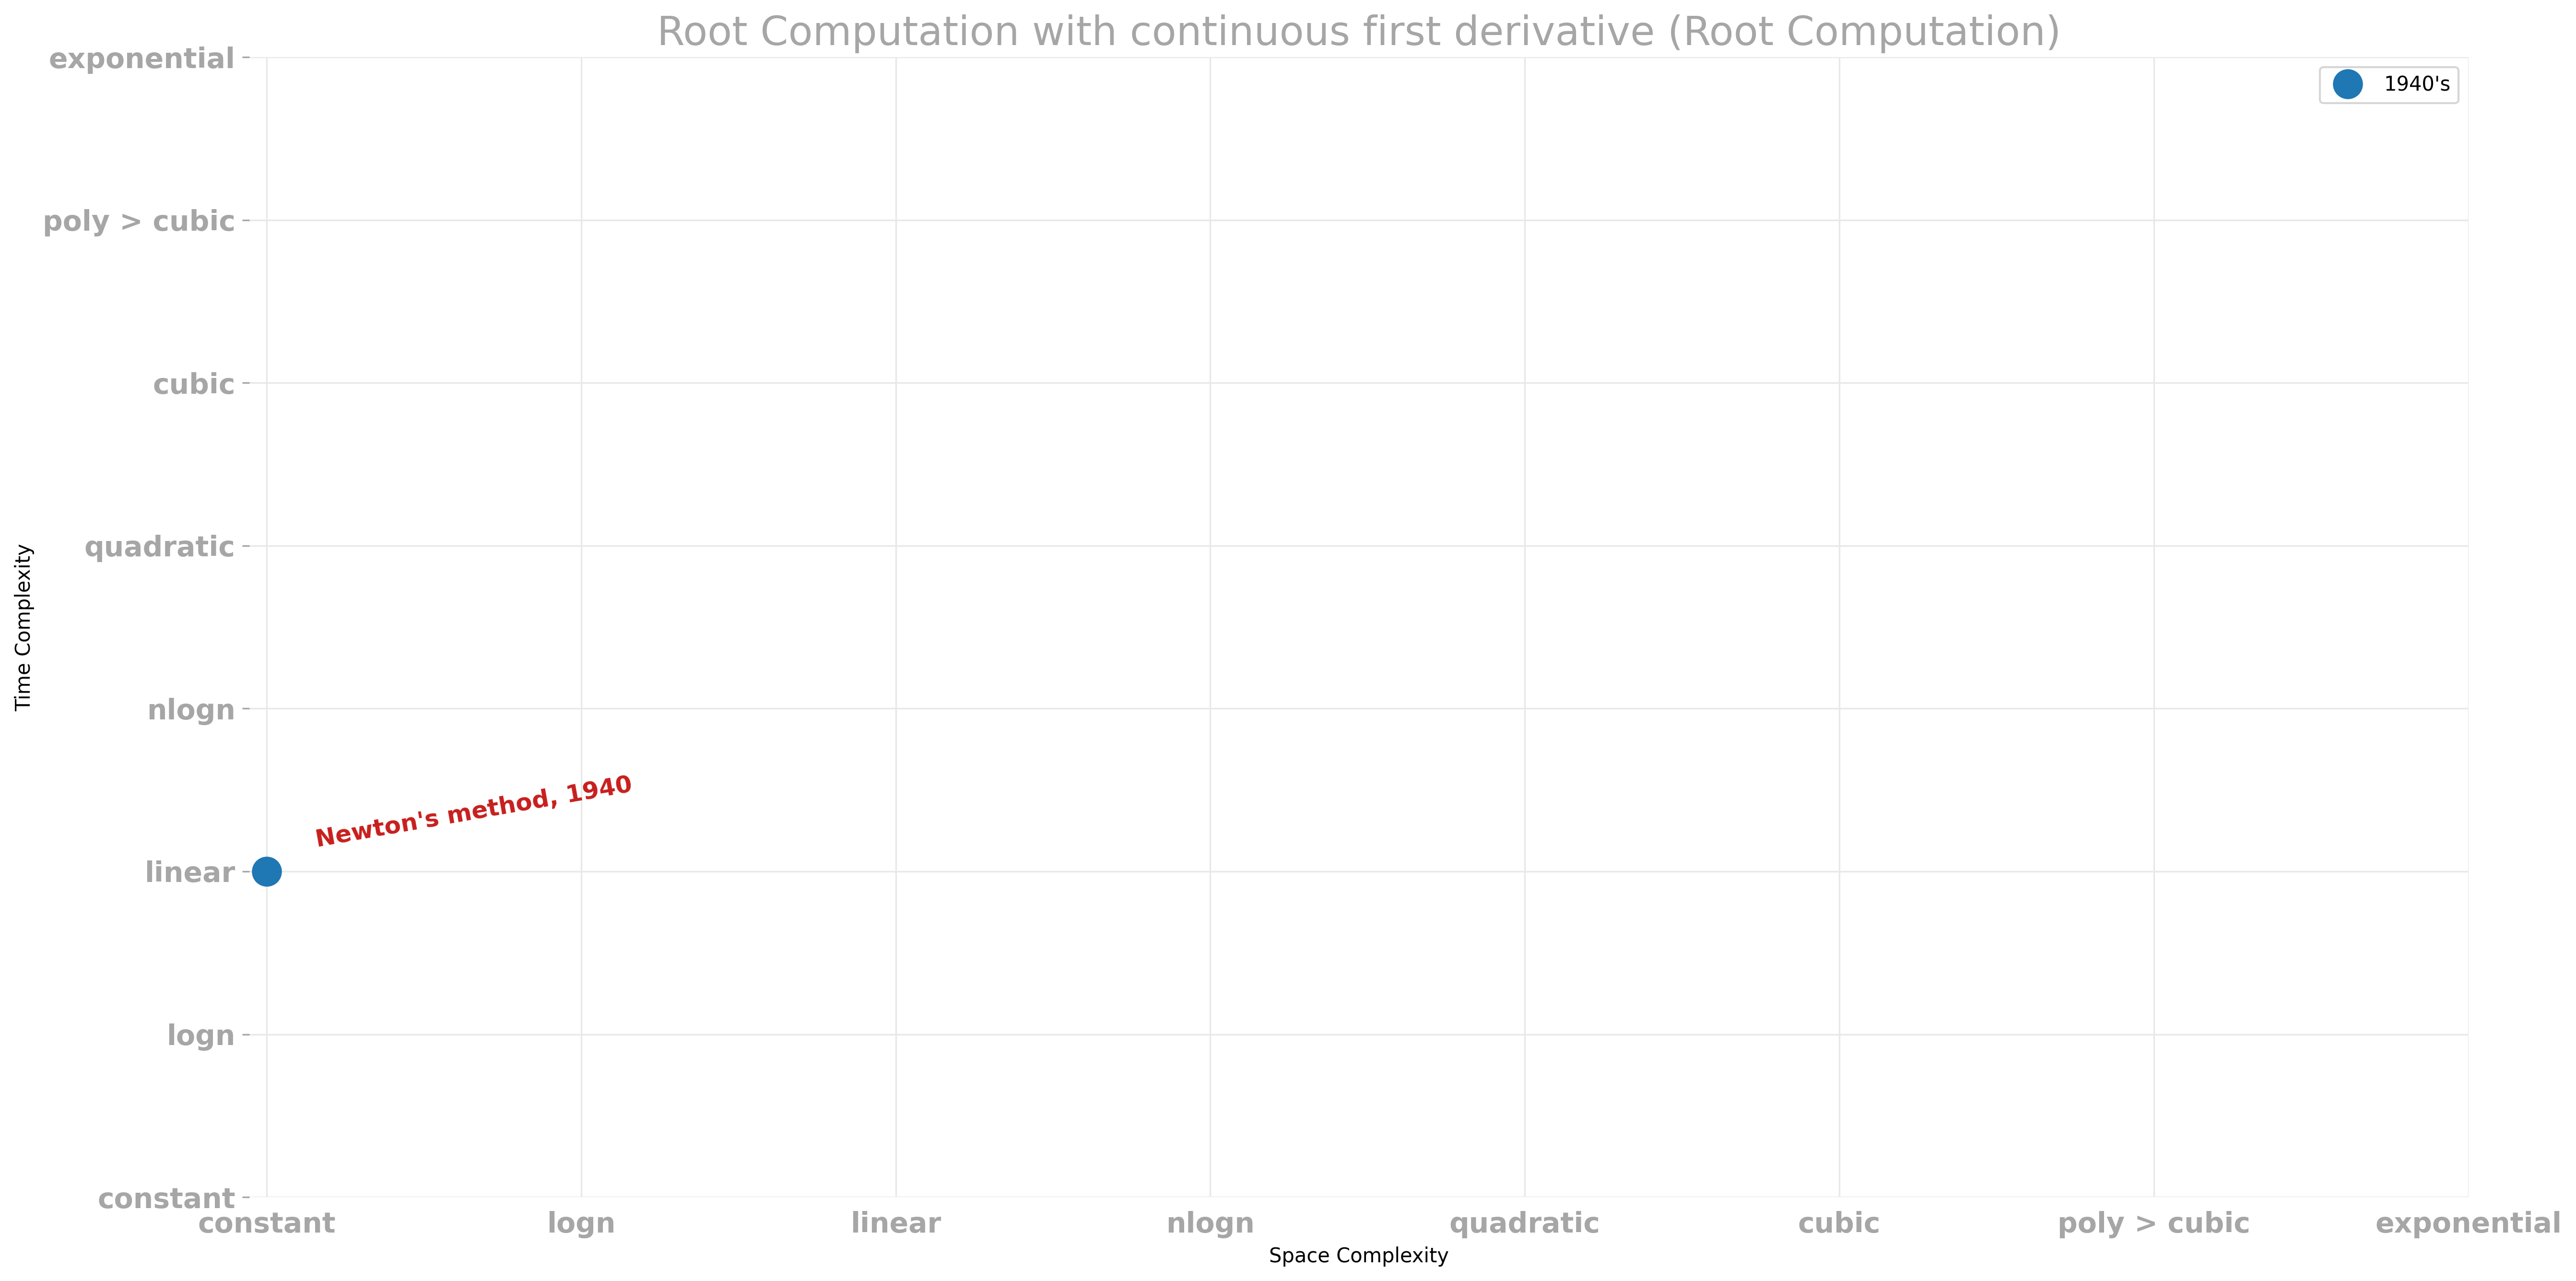 Root Computation with continuous first derivative (Root Computation)
exponential
1940's
poly > cubic
cubic
quadratic
Time Complexity
nlogn
Newton's method, 1940
linear
logn
constant
constant logn linear nlogn quadratic cubic poly > cubic exponential
Space Complexity